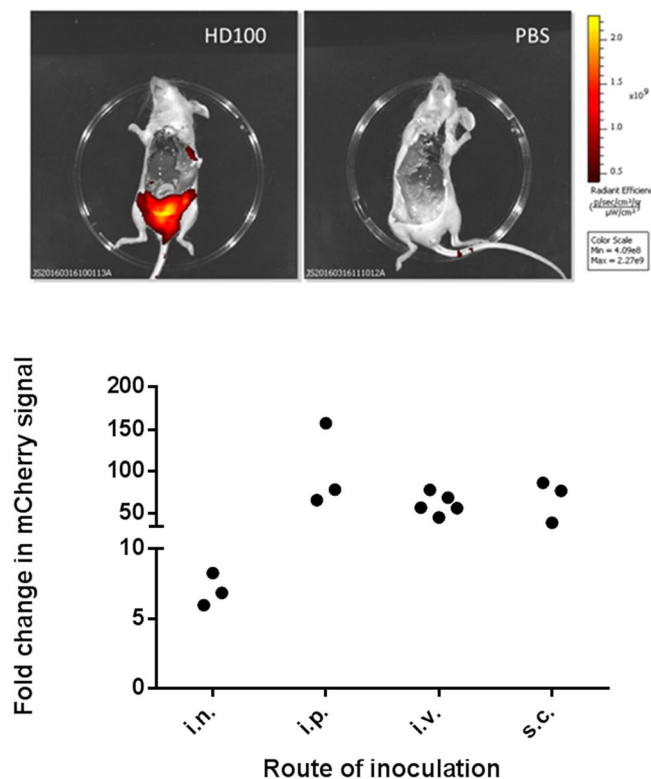 HD100
PBS
2.0
1.5
x10⁹
1.0
0.5
Radiant Efficienc
(p/sec/cm²/sr
µW/cm²)
Color Scale
Min = 4.09e8
Max = 2.27e9
JS20160316100113A
JS20160316111012A
Fold change in mCherry signal
200
150
100
50
10
5
0
i.n.
i.p.
i.v.
s.c.
Route of inoculation